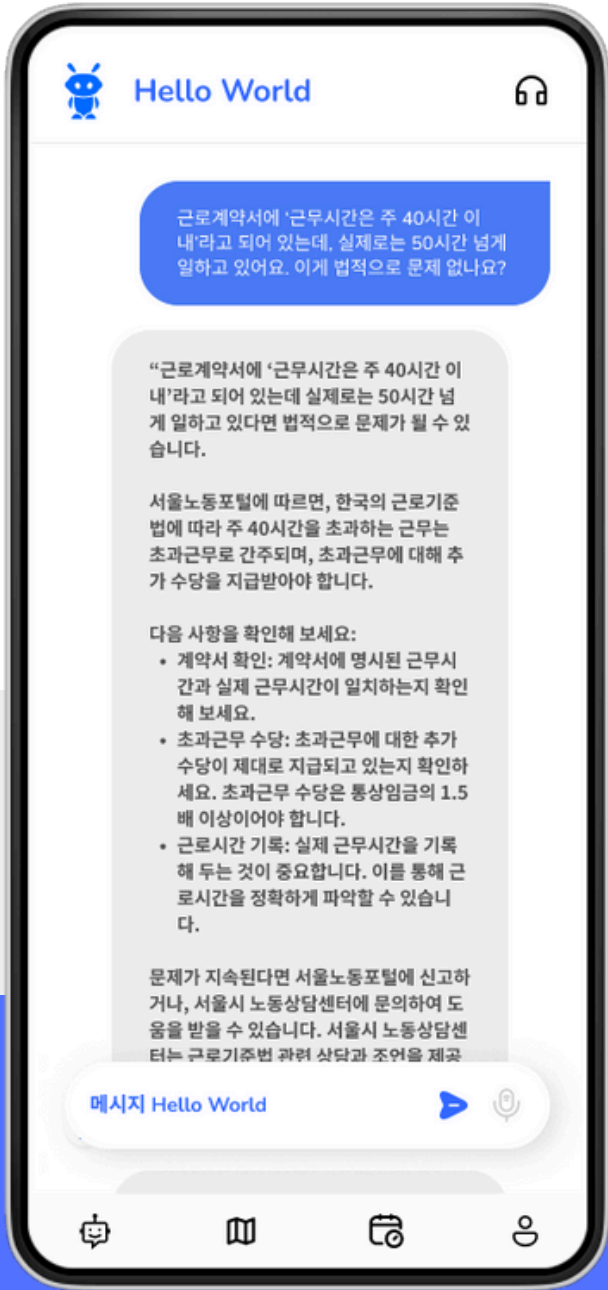 Hello World
근로계약서에 '근무시간은 주 40시간 이
내'라고 되어 있는데, 실제로는 50시간 넘게
일하고 있어요. 이게 법적으로 문제 없나요?
“근로계약서에 ‘근무시간은 주 40시간 이
내’라고 되어 있는데 실제로는 50시간 넘
게 일하고 있다면 법적으로 문제가 될 수 있
습니다.
서울노동포털에 따르면, 한국의 근로기준
법에 따라 주 40시간을 초과하는 근무는
초과근무로 간주되며, 초과근무에 대해 추
가 수당을 지급받아야 합니다.
다음 사항을 확인해 보세요:
• 계약서 확인: 계약서에 명시된 근무시
간과 실제 근무시간이 일치하는지 확인
해 보세요.
• 초과근무 수당: 초과근무에 대한 추가
수당이 제대로 지급되고 있는지 확인하
세요. 초과근무 수당은 통상임금의 1.5
배 이상이어야 합니다.
• 근로시간 기록: 실제 근무시간을 기록
해 두는 것이 중요합니다. 이를 통해 근
로시간을 정확하게 파악할 수 있습니
다.
문제가 지속된다면 서울노동포털에 신고하
거나, 서울시 노동상담센터에 문의하여 도
움을 받을 수 있습니다. 서울시 노동상담센
터는 근로기준법 관련 상담과 조언을 제공
메시지 Hello World